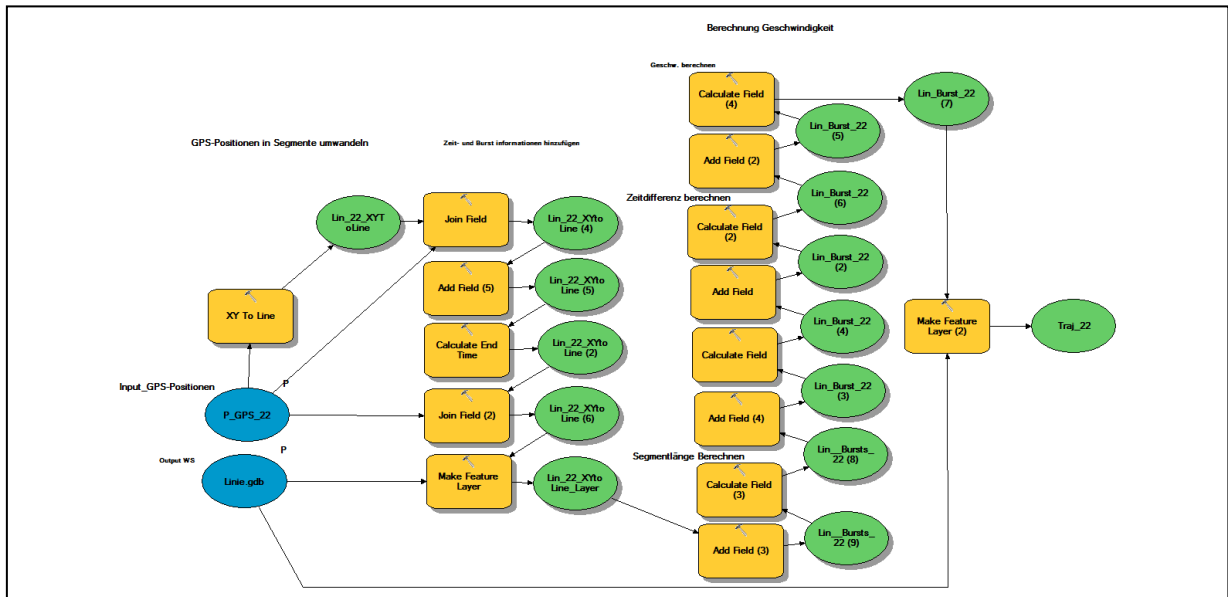 Berechnung Geschwindigkeit
Geschw. berechnen
Calculate Field
(4)
Lin_Burst_22
(7)
Lin_Burst_22
(5)
GPS-Positionen in Segmente umwandeln
Zeit- und Burst informationen hinzufügen
Add Field (2)
Lin_Burst_22
(6)
Zeitdifferenz berechnen
Lin_22_XYT
oLine
Join Field
Lin_22_XYto
Line (4)
Calculate Field
(2)
Lin_Burst_22
(2)
Add Field (5)
Lin_22_XYto
Line (5)
Add Field
XY To Line
Lin_Burst_22
(4)
Make Feature
Layer (2)
Traj_22
Calculate End
Time
Lin_22_XYto
Line (2)
Calculate Field
Input_GPS-Positionen
P
Lin_Burst_22
(3)
P_GPS_22
Join Field (2)
Lin_22_XYto
Line (6)
Add Field (4)
P
Output WS
Segmentlänge Berechnen
Lin__Bursts_
22 (8)
Linie.gdb
Make Feature
Layer
Lin_22_XYto
Line_Layer
Calculate Field
(3)
Add Field (3)
Lin__Bursts_
22 (9)